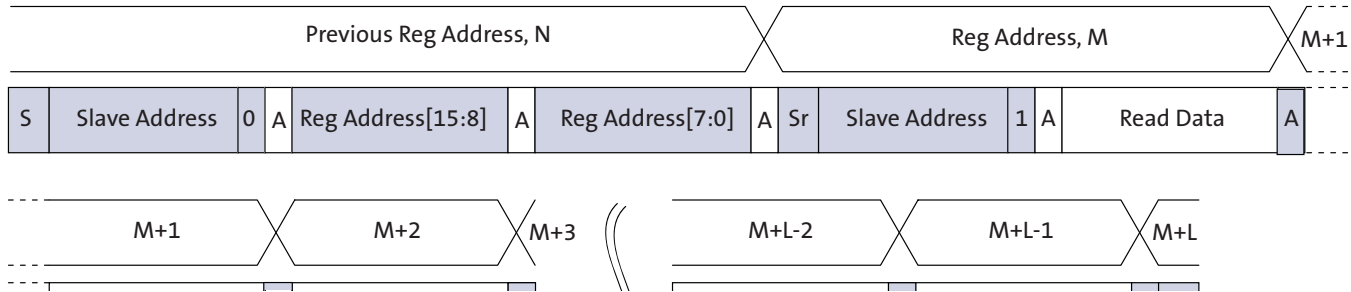 Previous Reg Address, N Reg Address, M M+1
S Slave Address 0 A Reg Address[15:8] A Reg Address[7:0] A Sr Slave Address 1 A Read Data A
M+1 M+2 M+3 M+L-2 M+L-1 M+L